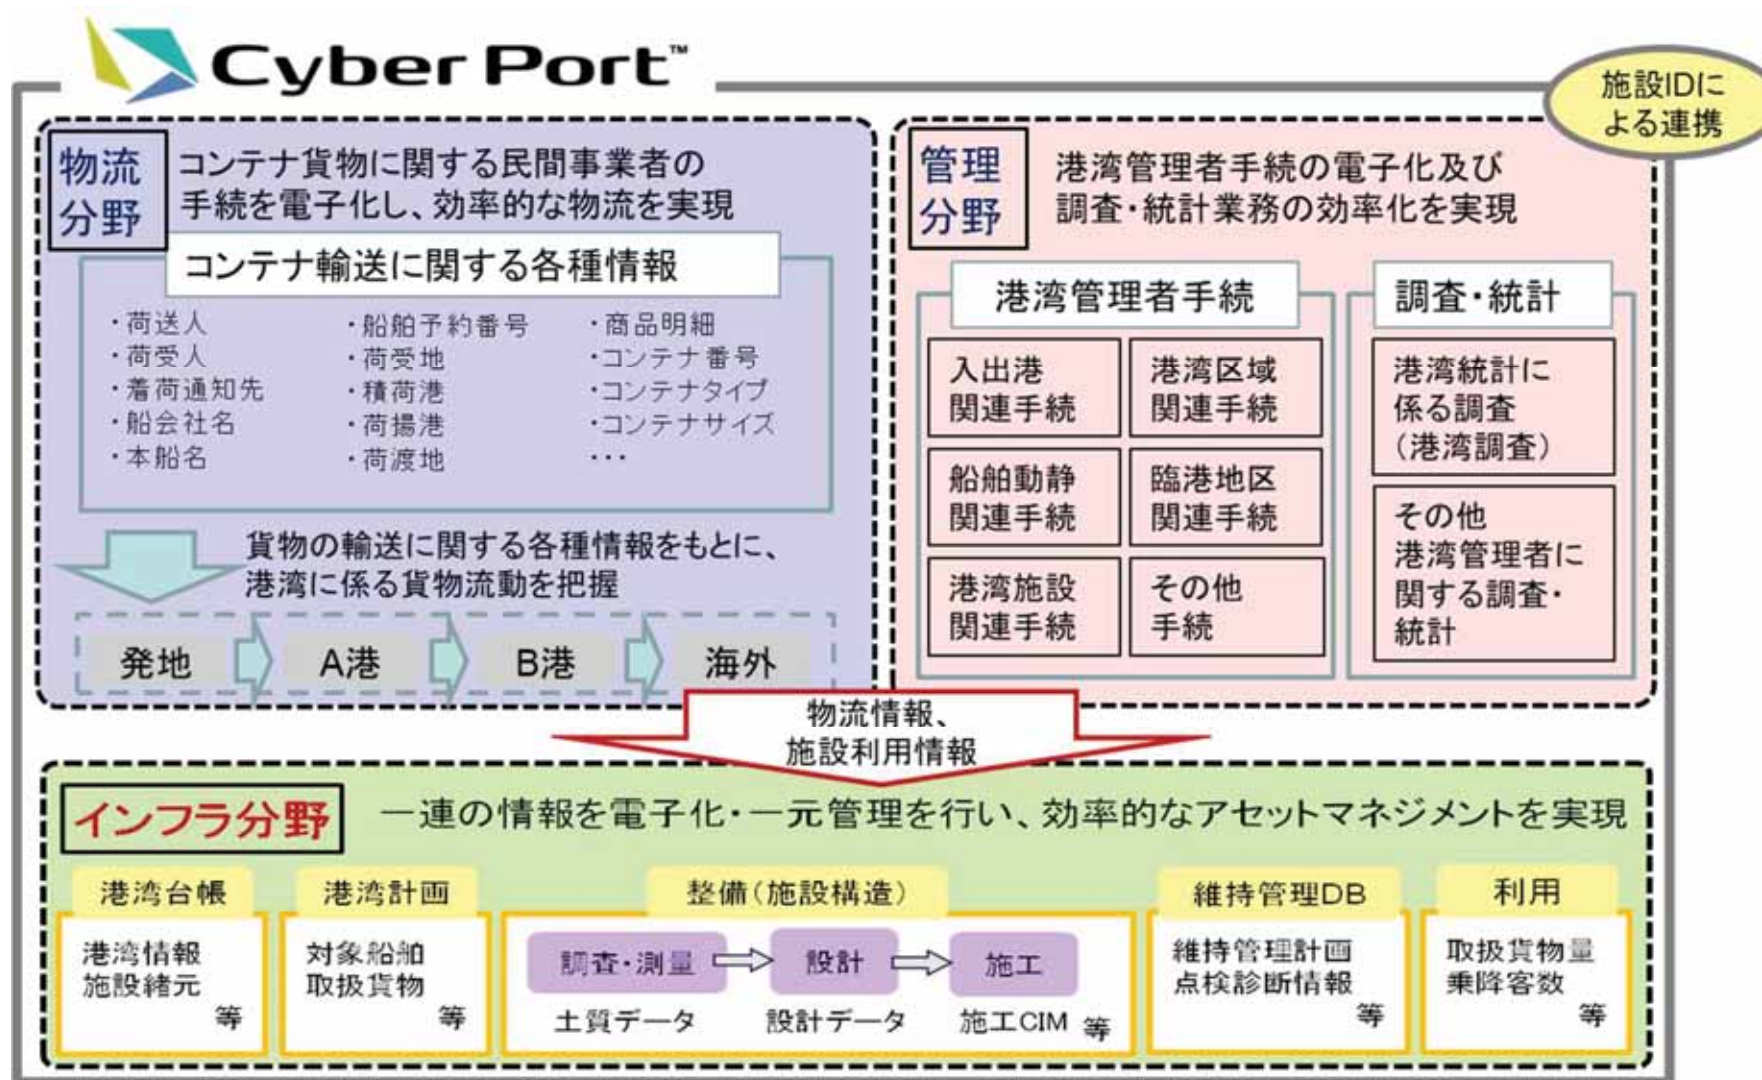 Cyber Port™
施設IDに
よる連携
物流
分野
コンテナ貨物に関する民間事業者の
手続を電子化し、効率的な物流を実現
コンテナ輸送に関する各種情報
・荷送人
・荷受人
・着荷通知先
・船会社名
・本船名
・船舶予約番号
・荷受地
・積荷港
・荷揚港
・荷渡地
・商品明細
・コンテナ番号
・コンテナタイプ
・コンテナサイズ
・・・
貨物の輸送に関する各種情報をもとに、
港湾に係る貨物流動を把握
発地
A港
B港
海外
管理
分野
港湾管理者手続の電子化及び
調査・統計業務の効率化を実現
港湾管理者手続
入出港
関連手続
港湾区域
関連手続
船舶動静
関連手続
臨港地区
関連手続
港湾施設
関連手続
その他
手続
調査・統計
港湾統計に
係る調査
(港湾調査)
その他
港湾管理者に
関する調査・
統計
物流情報、
施設利用情報
インフラ分野
一連の情報を電子化・一元管理を行い、効率的なアセットマネジメントを実現
港湾台帳
港湾情報
施設緒元
等
港湾計画
対象船舶
取扱貨物
等
整備(施設構造)
調査・測量
設計
施工
土質データ
設計データ
施工CIM 等
維持管理DB
維持管理計画
点検診断情報
等
利用
取扱貨物量
乗降客数
等